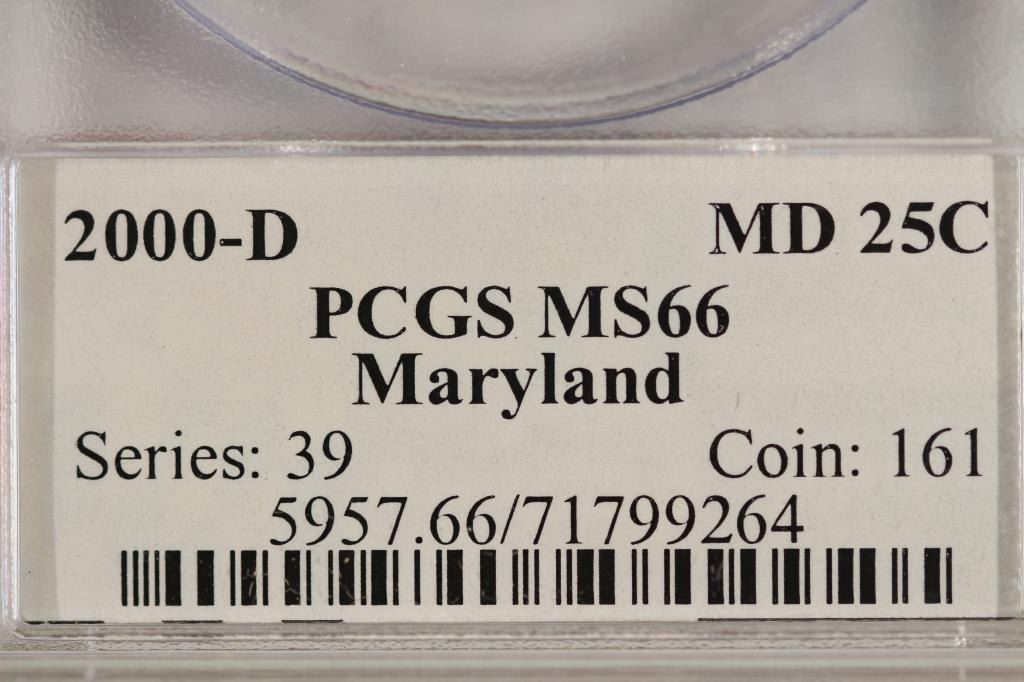 2000-D MD 25C
PCGS MS66
Maryland
Series: 39 Coin: 161
5957.66/71799264